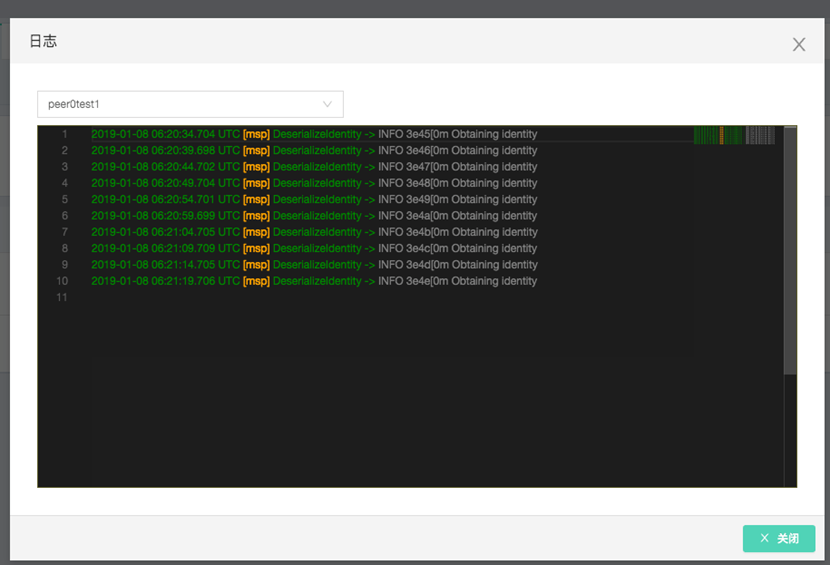 日志
peer0test1
1 2019-01-08 06:20:34.704 UTC [msp] DeserializeIdentity -> INFO 3e45[0m Obtaining identity
2 2019-01-08 06:20:39.698 UTC [msp] DeserializeIdentity -> INFO 3e46[0m Obtaining identity
3 2019-01-08 06:20:44.702 UTC [msp] DeserializeIdentity -> INFO 3e47[0m Obtaining identity
4 2019-01-08 06:20:49.704 UTC [msp] DeserializeIdentity -> INFO 3e48[0m Obtaining identity
5 2019-01-08 06:20:54.701 UTC [msp] DeserializeIdentity -> INFO 3e49[0m Obtaining identity
6 2019-01-08 06:20:59.699 UTC [msp] DeserializeIdentity -> INFO 3e4a[0m Obtaining identity
7 2019-01-08 06:21:04.705 UTC [msp] DeserializeIdentity -> INFO 3e4b[0m Obtaining identity
8 2019-01-08 06:21:09.709 UTC [msp] DeserializeIdentity -> INFO 3e4c[0m Obtaining identity
9 2019-01-08 06:21:14.705 UTC [msp] DeserializeIdentity -> INFO 3e4d[0m Obtaining identity
10 2019-01-08 06:21:19.706 UTC [msp] DeserializeIdentity -> INFO 3e4e[0m Obtaining identity
11
关闭